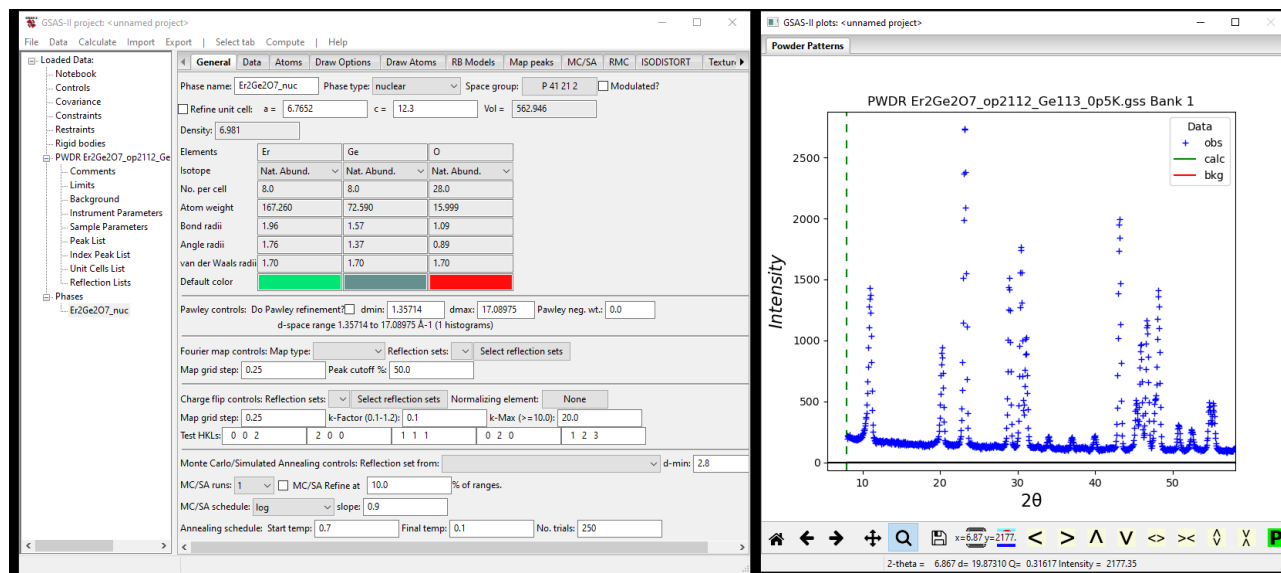 GSAS-II project: <unnamed project>
File Data Calculate Import Export | Select tab Compute | Help
Loaded Data:
Notebook
Controls
Covariance
Constraints
Restraints
Rigid bodies
PWDR Er2Ge2O7_op2112_Ge
Comments
Limits
Background
Instrument Parameters
Sample Parameters
Peak List
Index Peak List
Unit Cells List
Reflection Lists
Phases
Er2Ge2O7_nuc
General Data Atoms Draw Options Draw Atoms RB Models Map peaks MC/SA RMC ISODISTORT Texture
Phase name: Er2Ge2O7_nuc Phase type: nuclear Space group: P 41 21 2 Modulated?
Refine unit cell: a = 6.7652 c = 12.3 Vol = 562.946
Density: 6.981
Elements Er Ge O
Isotope Nat. Abund. Nat. Abund. Nat. Abund.
No. per cell 8.0 8.0 28.0
Atom weight 167.260 72.590 15.999
Bond radii 1.96 1.57 1.09
Angle radii 1.76 1.37 0.89
van der Waals radii 1.70 1.70 1.70
Default color
Pawley controls: Do Pawley refinement? dmin: 1.35714 dmax: 17.08975 Pawley neg. wt.: 0.0
d-space range 1.35714 to 17.08975 Å-1 (1 histograms)
Fourier map controls: Map type: Reflection sets: Select reflection sets
Map grid step: 0.25 Peak cutoff %: 50.0
Charge flip controls: Reflection sets: Select reflection sets Normalizing element: None
Map grid step: 0.25 k-Factor (0.1-1.2): 0.1 k-Max (>=10.0): 20.0
Test HKLs: 0 0 2 2 0 0 1 1 1 0 2 0 1 2 3
Monte Carlo/Simulated Annealing controls: Reflection set from: d-min: 2.8
MC/SA runs: 1 MC/SA Refine at 10.0 % of ranges.
MC/SA schedule: log slope: 0.9
Annealing schedule: Start temp: 0.7 Final temp: 0.1 No. trials: 250
GSAS-II plots: <unnamed project>
Powder Patterns
PWDR Er2Ge2O7_op2112_Ge113_0p5K.gss Bank 1
Data
obs
calc
bkg
Intensity
2500
2000
1500
1000
500
0
10 20 30 40 50
2θ
x=6.87 y=2177.
P
2-theta = 6.867 d= 19.87310 Q= 0.31617 Intensity = 2177.35